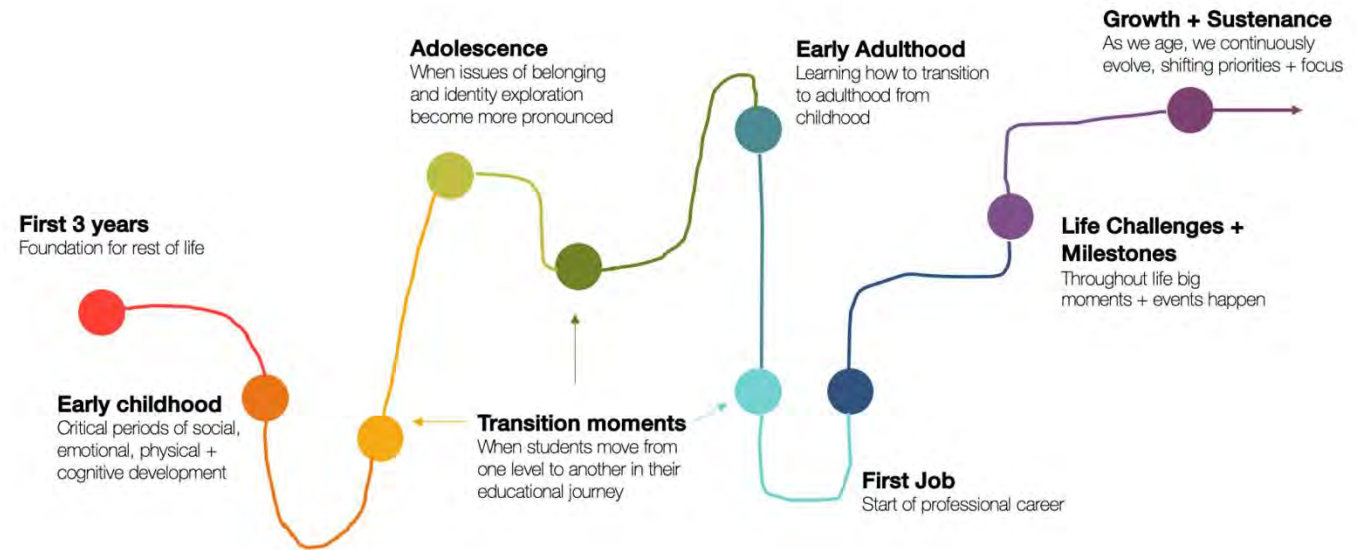 First 3 years
Foundation for rest of life
Early childhood
Critical periods of social,
emotional, physical +
cognitive development
Adolescence
When issues of belonging
and identity exploration
become more pronounced
Transition moments
When students move from
one level to another in their
educational journey
Early Adulthood
Learning how to transition
to adulthood from
childhood
First Job
Start of professional career
Life Challenges +
Milestones
Throughout life big
moments + events happen
Growth + Sustenance
As we age, we continuously
evolve, shifting priorities + focus